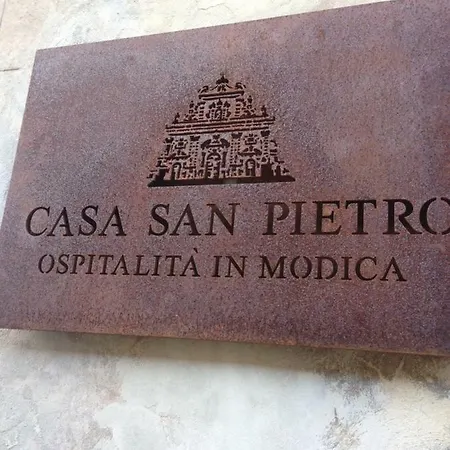 CASA SAN PIETRO
OSPITALITÀ IN MODICA